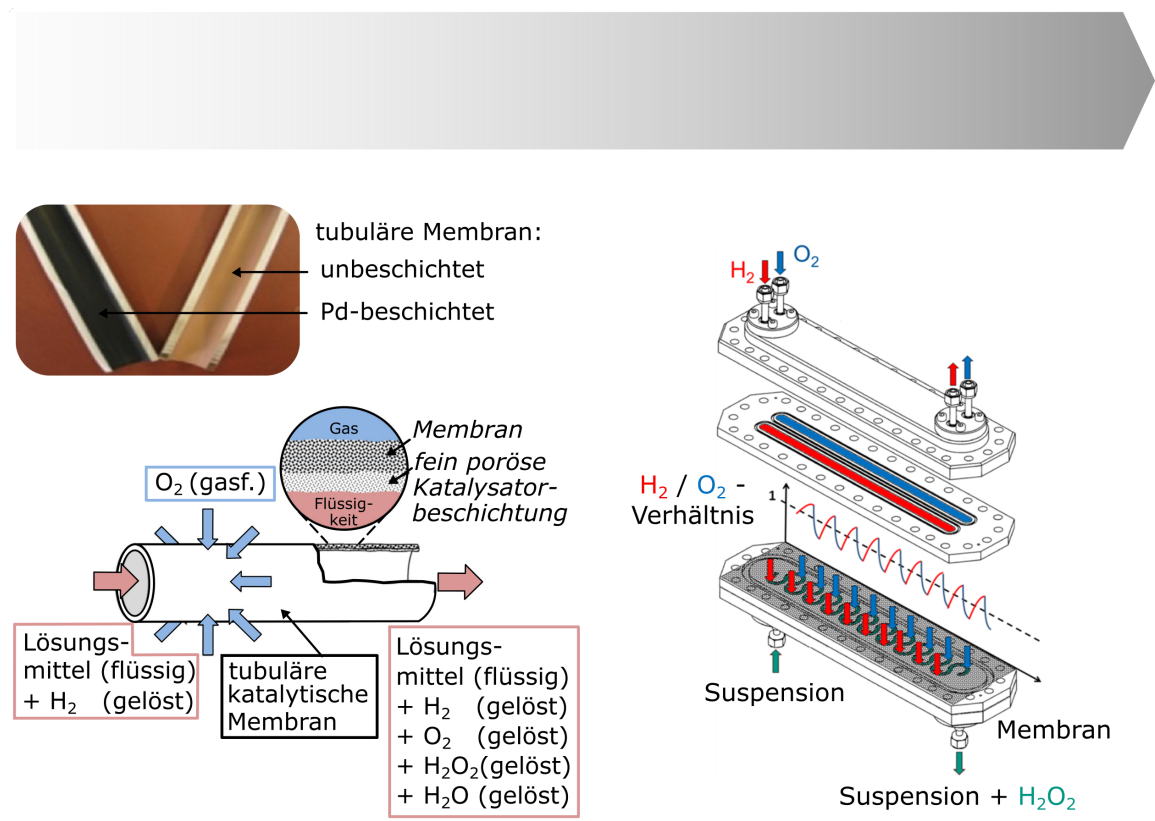 tubuläre Membran:
unbeschichtet
Pd-beschichtet
Gas
Flüssig-
keit
Membran
fein poröse
Katalysator-
beschichtung
O₂ (gasf.)
Lösungs-
mittel (flüssig)
+ H₂ (gelöst)
tubuläre
katalytische
Membran
Lösungs-
mittel (flüssig)
+ H₂ (gelöst)
+ O₂ (gelöst)
+ H₂O₂(gelöst)
+ H₂O (gelöst)
H₂
O₂
H₂ / O₂ -
Verhältnis
1
Suspension
Membran
Suspension + H₂O₂